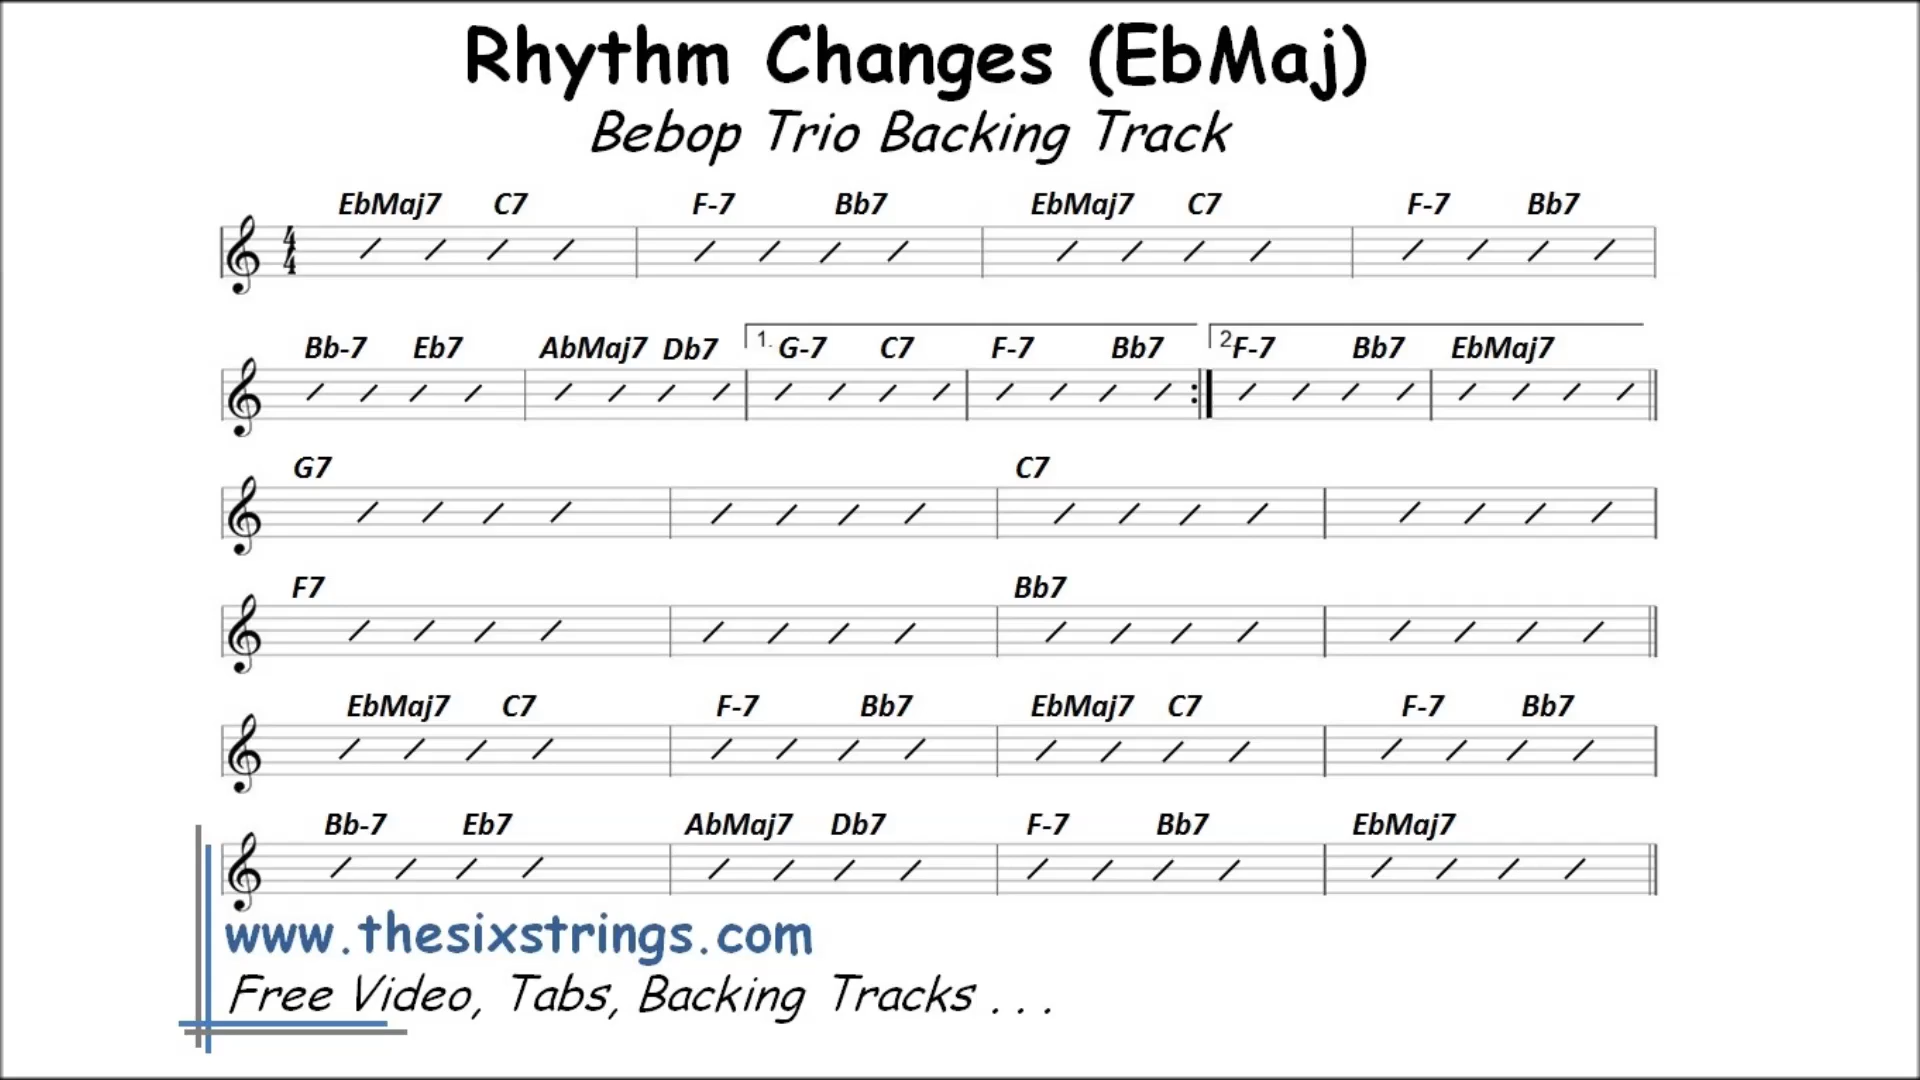 Rhythm Changes (EbMaj)
Bebop Trio Backing Track
EbMaj7 C7 F-7 Bb7 EbMaj7 C7 F-7 Bb7
4
4
Bb-7 Eb7 AbMaj7 Db7 1. G-7 C7 F-7 Bb7 2. F-7 Bb7 EbMaj7
G7 C7
F7 Bb7
EbMaj7 C7 F-7 Bb7 EbMaj7 C7 F-7 Bb7
Bb-7 Eb7 AbMaj7 Db7 F-7 Bb7 EbMaj7
www.thesixstrings.com
Free Video, Tabs, Backing Tracks . . .